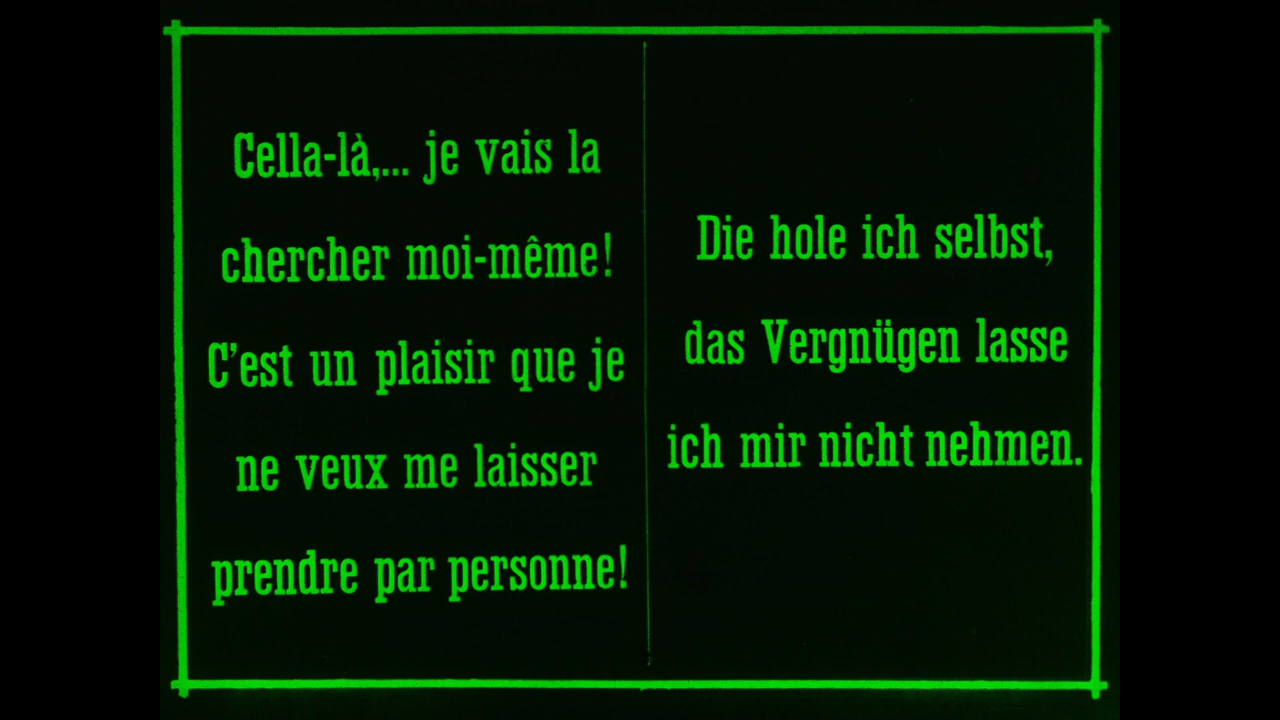 Cella-là,... je vais la
chercher moi-même!
C'est un plaisir que je
ne veux me laisser
prendre par personne!
Die hole ich selbst,
das Vergnügen lasse
ich mir nicht nehmen.